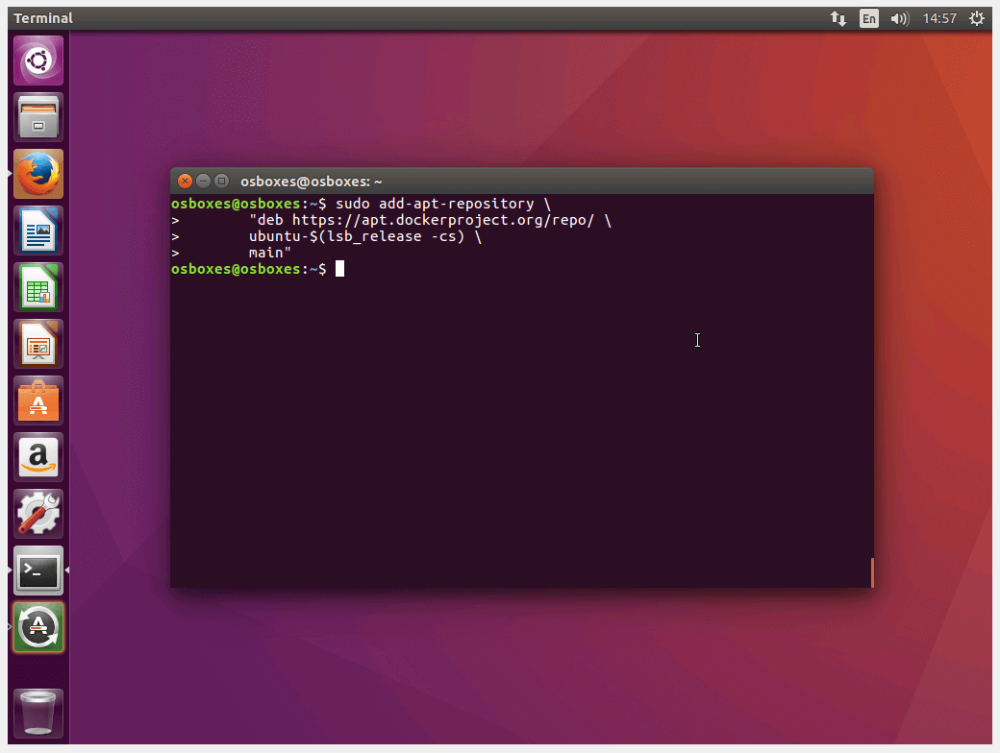 Terminal
En
14:57
osboxes@osboxes: ~
osboxes@osboxes:~$ sudo add-apt-repository \
>        "deb https://apt.dockerproject.org/repo/ \
>        ubuntu-$(lsb_release -cs) \
>        main"
osboxes@osboxes:~$